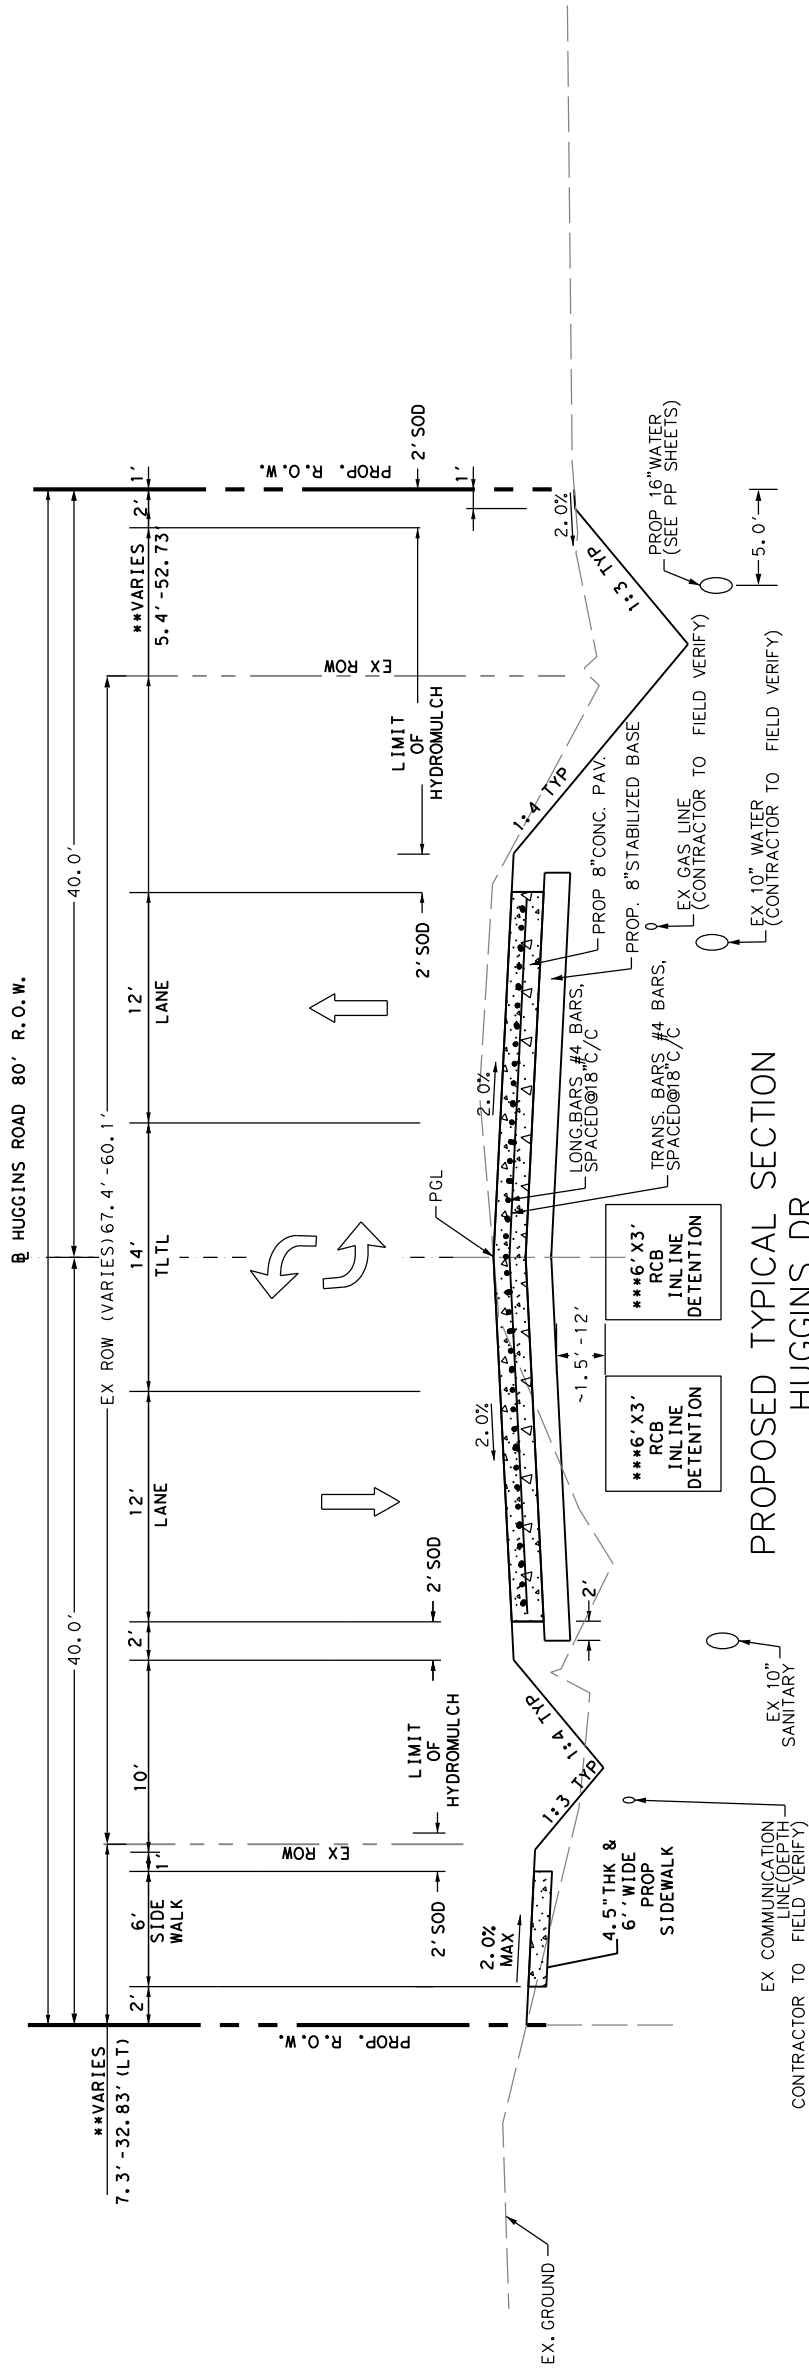 ℄ HUGGINS ROAD 80' R.O.W.
40.0'
40.0'
EX ROW (VARIES)67.4'-60.1'
**VARIES
7.3'-32.83'(LT)
2'
6'
SIDE
WALK
1'
10'
2'
12'
LANE
14'
TLTL
12'
LANE
**VARIES
5.4'-52.73'
2'
1'
PROP. R.O.W.
EX ROW
EX ROW
PROP. R.O.W.
2'SOD
LIMIT
OF
HYDROMULCH
2'SOD
2'SOD
LIMIT
OF
HYDROMULCH
2'SOD
1'
2.0%
MAX
2.0%
PGL
2.0%
2.0%
1:3 TYP
1:4 TYP
1:4 TYP
1:3 TYP
EX.GROUND
4.5"THK &
6'' WIDE
PROP
SIDEWALK
2'
~1.5'-12'
LONG.BARS #4 BARS,
SPACED@18"C/C
TRANS. BARS #4 BARS,
SPACED@18"C/C
PROP 8"CONC. PAV.
PROP. 8"STABILIZED BASE
EX GAS LINE
(CONTRACTOR TO FIELD VERIFY)
EX 10" WATER
(CONTRACTOR TO FIELD VERIFY)
PROP 16"WATER
(SEE PP SHEETS)
5.0'
EX COMMUNICATION
LINE(DEPTH
CONTRACTOR TO FIELD VERIFY)
EX 10"
SANITARY
***6'X3'
RCB
INLINE
DETENTION
***6'X3'
RCB
INLINE
DETENTION
PROPOSED TYPICAL SECTION
HUGGINS DR